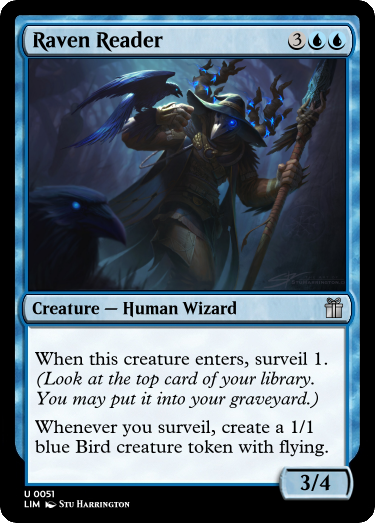 Raven Reader 3
Creature — Human Wizard
When this creature enters, surveil 1.
(Look at the top card of your library.
You may put it into your graveyard.)
Whenever you surveil, create a 1/1
blue Bird creature token with flying.
3/4
U 0051
LIM Stu Harrington